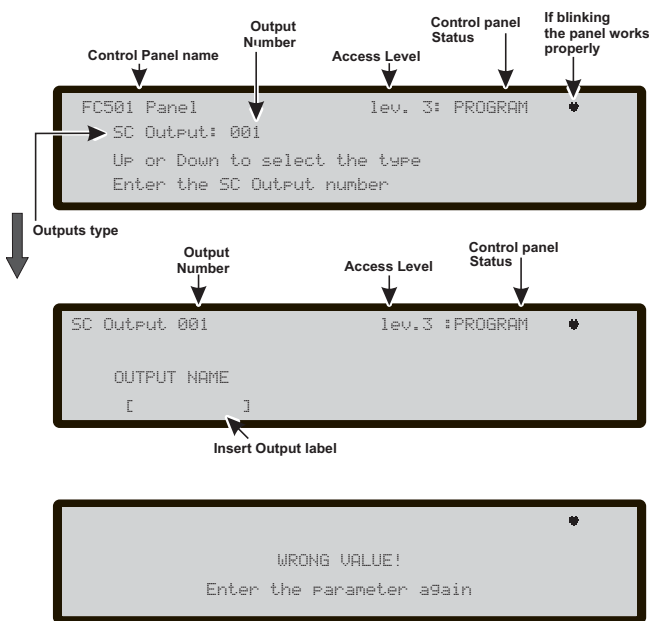 Control Panel name
Output
Number
Access Level
Control panel
Status
If blinking
the panel works
properly
FC501 Panel lev. 3: PROGRAM
SC Output: 001
Up or Down to select the type
Enter the SC Output number
Outputs type
Output
Number
Access Level
Control panel
Status
SC Output 001 lev.3 :PROGRAM
OUTPUT NAME
[ ]
Insert Output label
WRONG VALUE!
Enter the parameter again